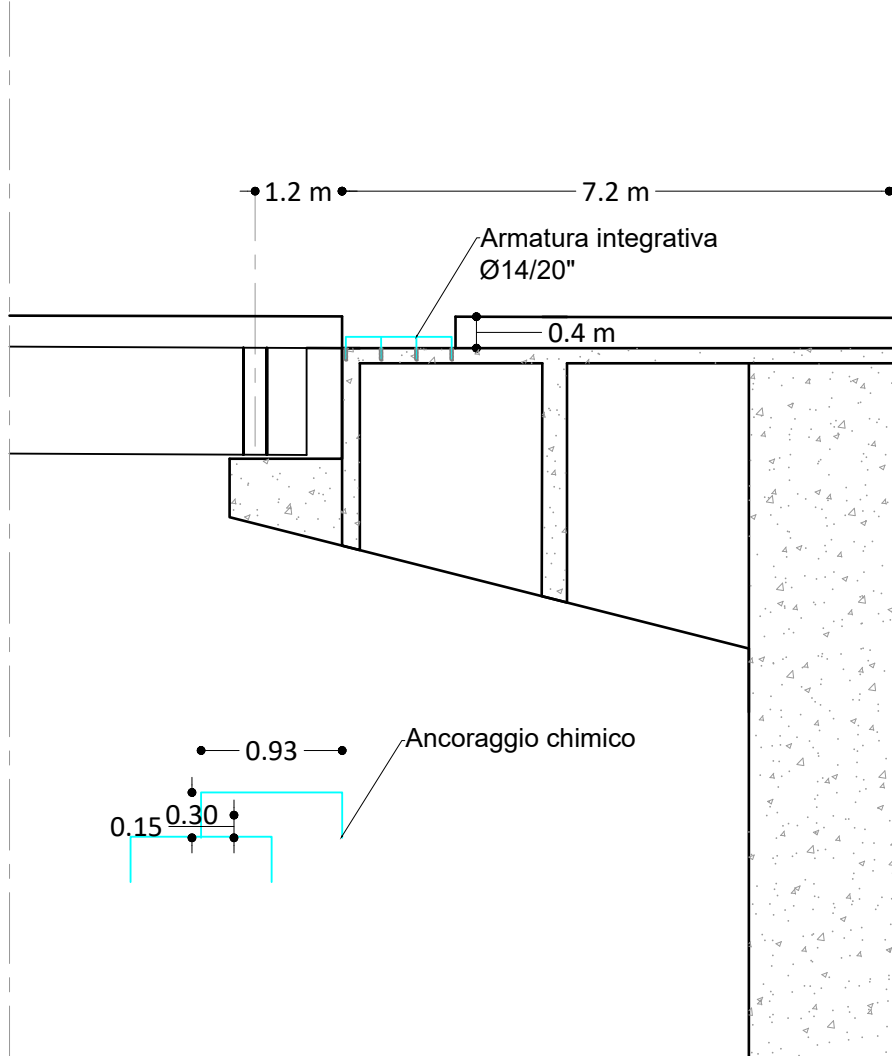 1.2 m
7.2 m
Armatura integrativa
Ø14/20"
0.4 m
Ancoraggio chimico
0.93
0.30
0.15